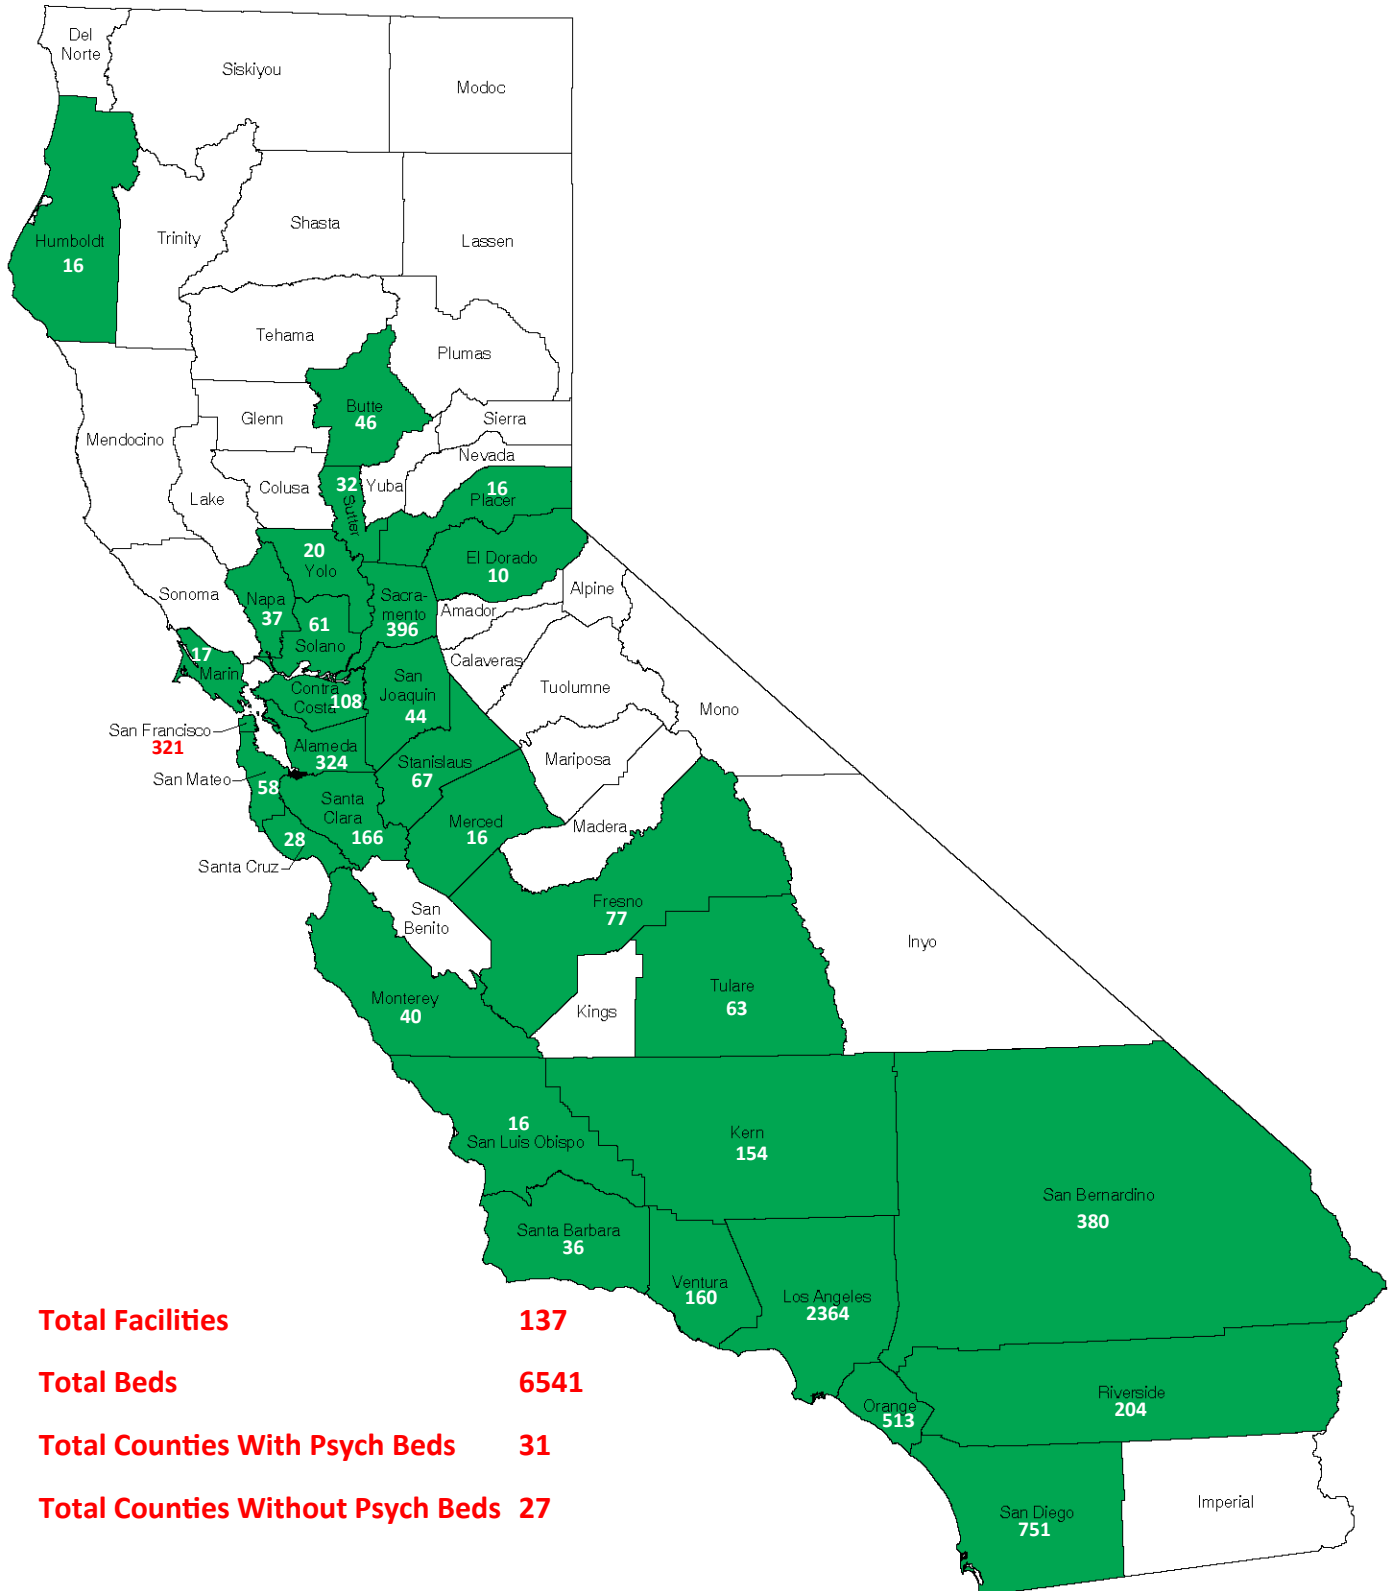 Del
Norte
Siskiyou
Modoc
Humboldt
16
Trinity
Shasta
Lassen
Tehama
Plumas
Butte
46
Glenn
Sierra
Mendocino
Nevada
Lake
Colusa
32
Sutter
Yuba
16
Placer
20
Yolo
El Dorado
10
Sonoma
Napa
37
61
Solano
Sacra-
mento
396
Amador
Alpine
17
Marin
Calaveras
Contra
Costa
108
San
Joaquin
44
Tuolumne
Mono
San Francisco
321
Alameda
324
Stanislaus
67
Mariposa
San Mateo
58
Santa
Clara
166
Merced
16
Madera
28
Santa Cruz
San
Benito
Fresno
77
Inyo
Monterey
40
Kings
Tulare
63
16
San Luis Obispo
Kern
154
San Bernardino
380
Santa Barbara
36
Ventura
160
Los Angeles
2364
Orange
513
Riverside
204
San Diego
751
Imperial
Total Facilities 137
Total Beds 6541
Total Counties With Psych Beds 31
Total Counties Without Psych Beds 27